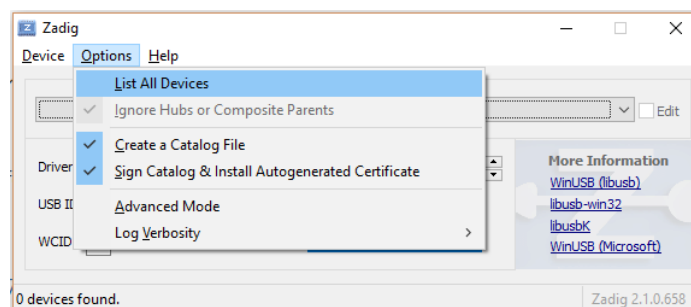 Zadig
Device Options Help
List All Devices
Ignore Hubs or Composite Parents
Edit
Create a Catalog File
Sign Catalog & Install Autogenerated Certificate
Advanced Mode
Log Verbosity
Driver
USB ID
WCID
More Information
WinUSB (libusb)
libusb-win32
libusbK
WinUSB (Microsoft)
0 devices found.
Zadig 2.1.0.658